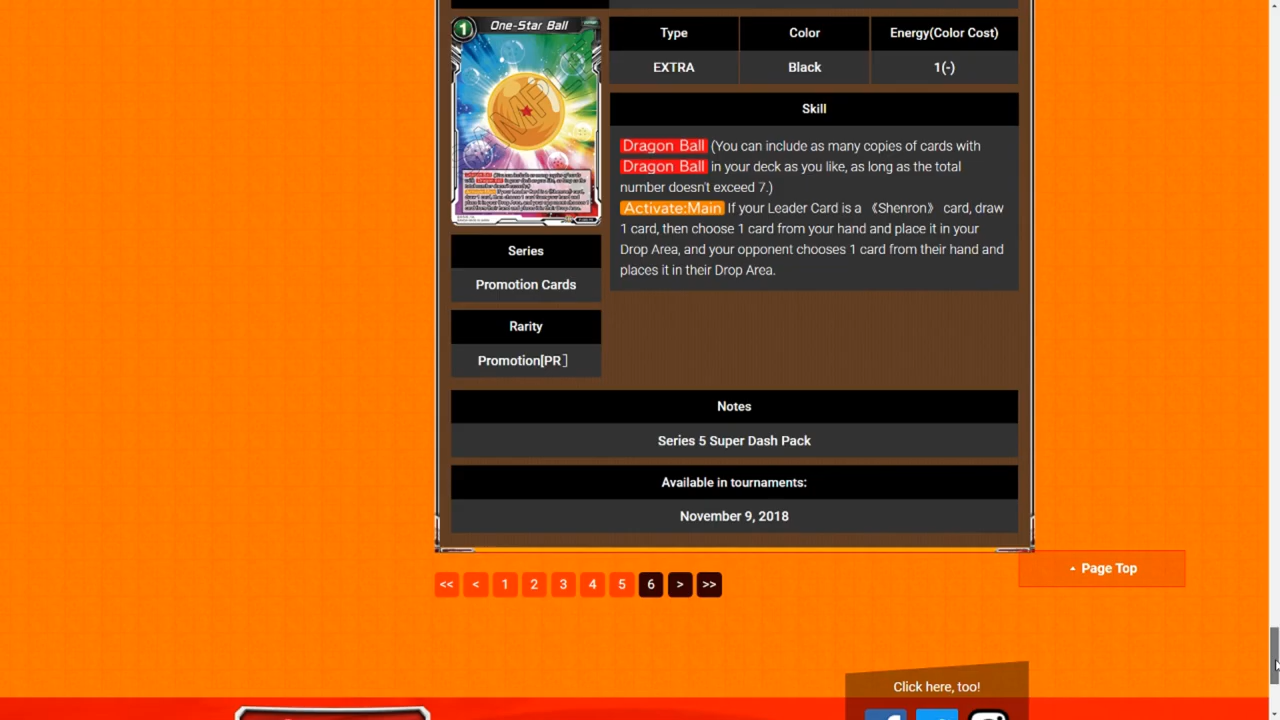 1
One-Star Ball
Type
Color
Energy(Color Cost)
EXTRA
Black
1(-)
Skill
Dragon Ball (You can include as many copies of cards with
Dragon Ball in your deck as you like, as long as the total
number doesn't exceed 7.)
Activate:Main If your Leader Card is a 《Shenron》 card, draw
1 card, then choose 1 card from your hand and place it in your
Drop Area, and your opponent chooses 1 card from their hand and
places it in their Drop Area.
Series
Promotion Cards
Rarity
Promotion[PR］
Notes
Series 5 Super Dash Pack
Available in tournaments:
November 9, 2018
<< < 1 2 3 4 5 6 > >>
Page Top
Click here, too!